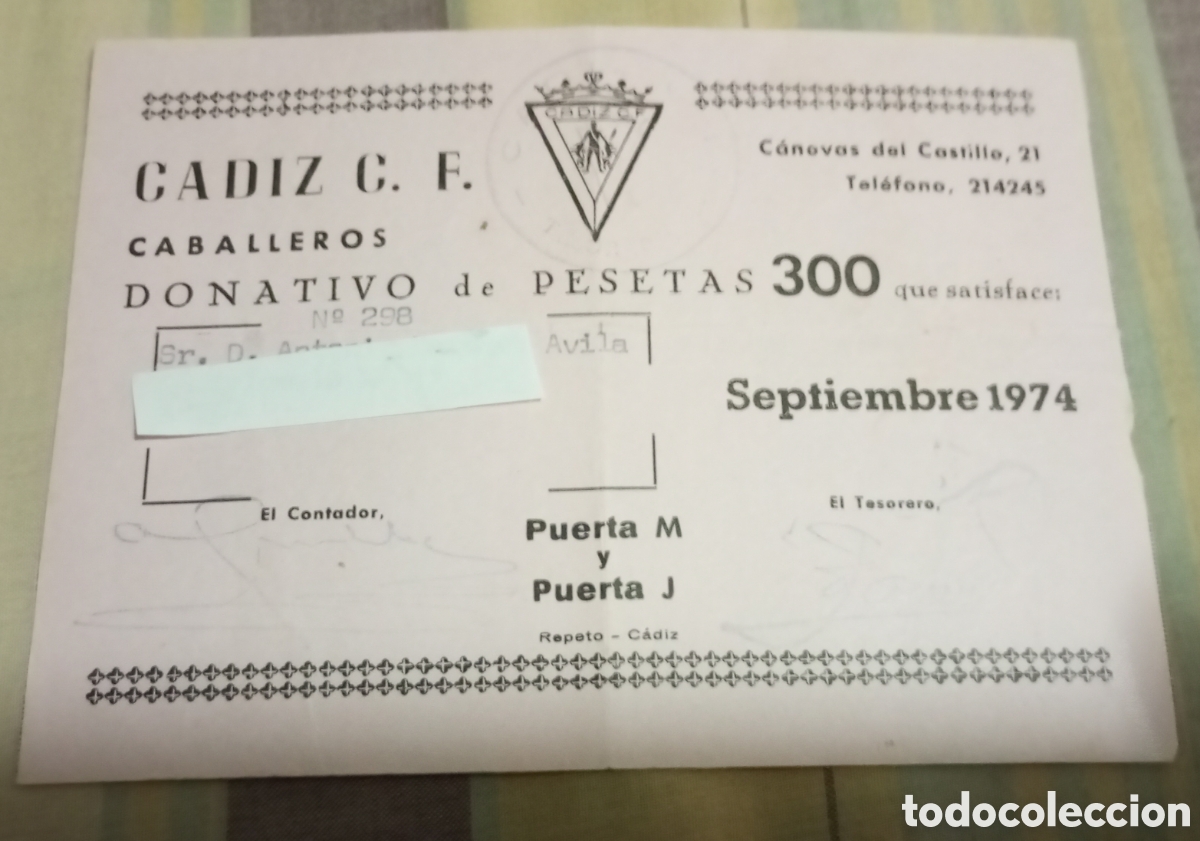 CADIZ C.F.
CADIZ C. F.
Cánovas del Castillo, 21
Teléfono, 214245
CABALLEROS
DONATIVO de PESETAS 300 que satisface:
Nº 298
Sr. D. Avila
Septiembre 1974
El Contador,
El Tesorero,
Puerta M
y
Puerta J
Repeto - Cádiz
todocoleccion